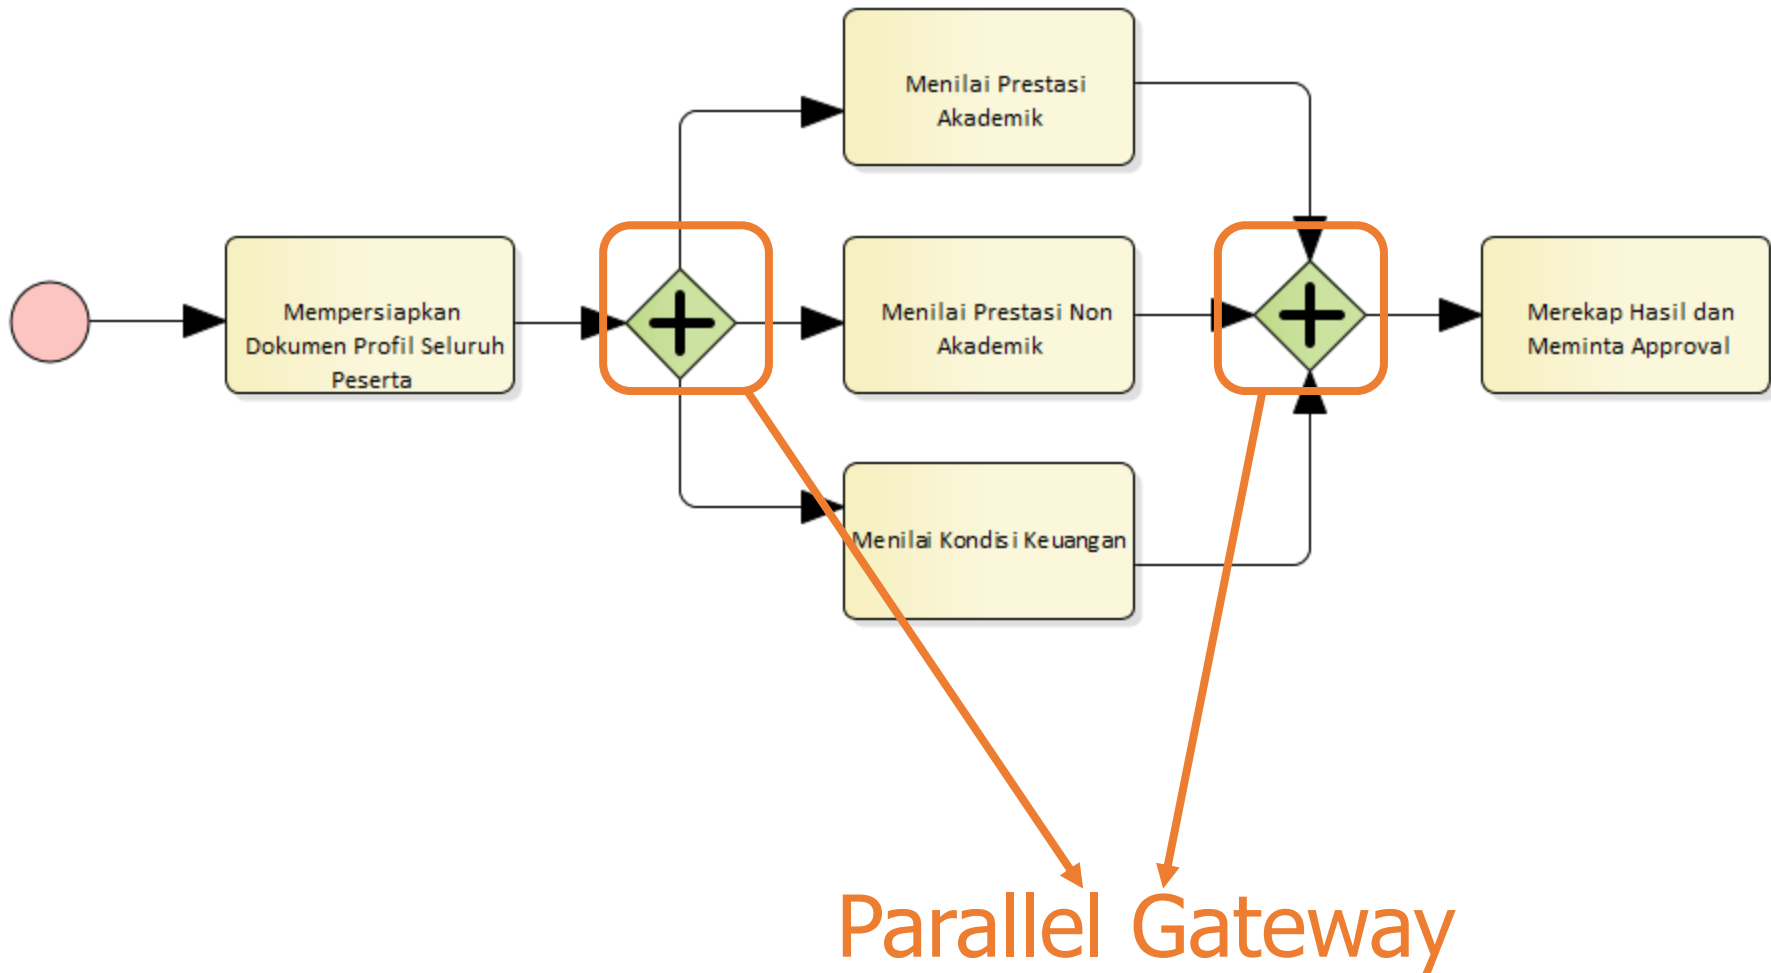 Menilai Prestasi
Akademik
Mempersiapkan
Dokumen Profil Seluruh
Peserta
Menilai Prestasi Non
Akademik
Merekap Hasil dan
Meminta Approval
Menilai Kondisi Keuangan
Parallel Gateway